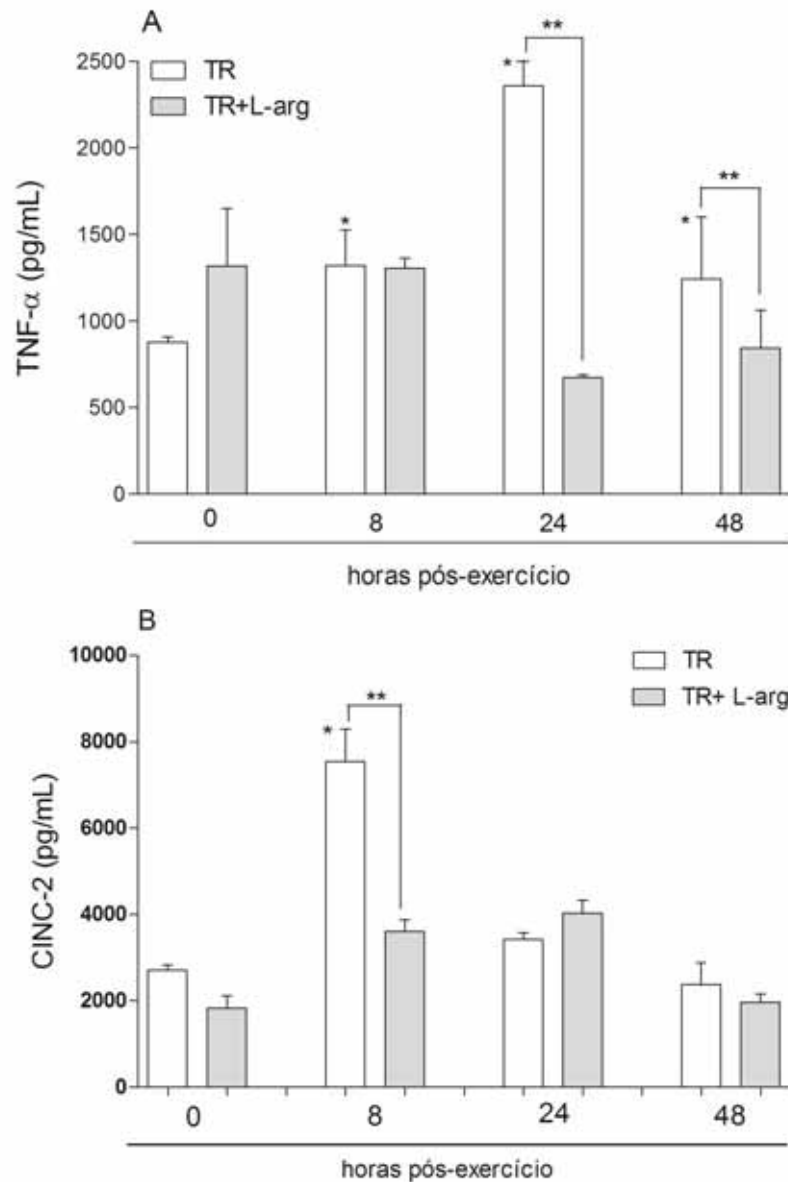 A
TR
TR+L-arg
**
*
*
**
*
2500
2000
1500
1000
500
0
TNF-α (pg/mL)
0 8 24 48
horas pós-exercício
B
TR
TR+ L-arg
**
*
10000
8000
6000
4000
2000
0
CINC-2 (pg/mL)
0 8 24 48
horas pós-exercício